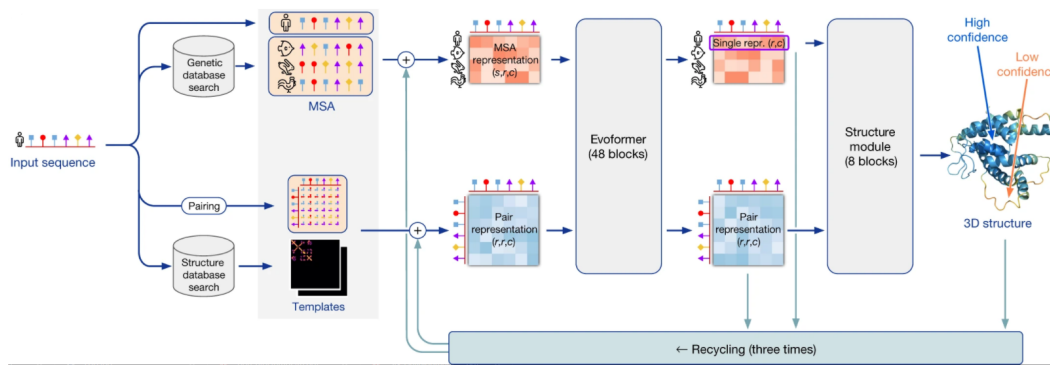 Input sequence
Genetic
database
search
Pairing
Structure
database
search
MSA
Templates
+
+
MSA
representation
(s,r,c)
Pair
representation
(r,r,c)
Evoformer
(48 blocks)
Single repr. (r,c)
Pair
representation
(r,r,c)
Structure
module
(8 blocks)
High
confidence
Low
confidence
3D structure
← Recycling (three times)